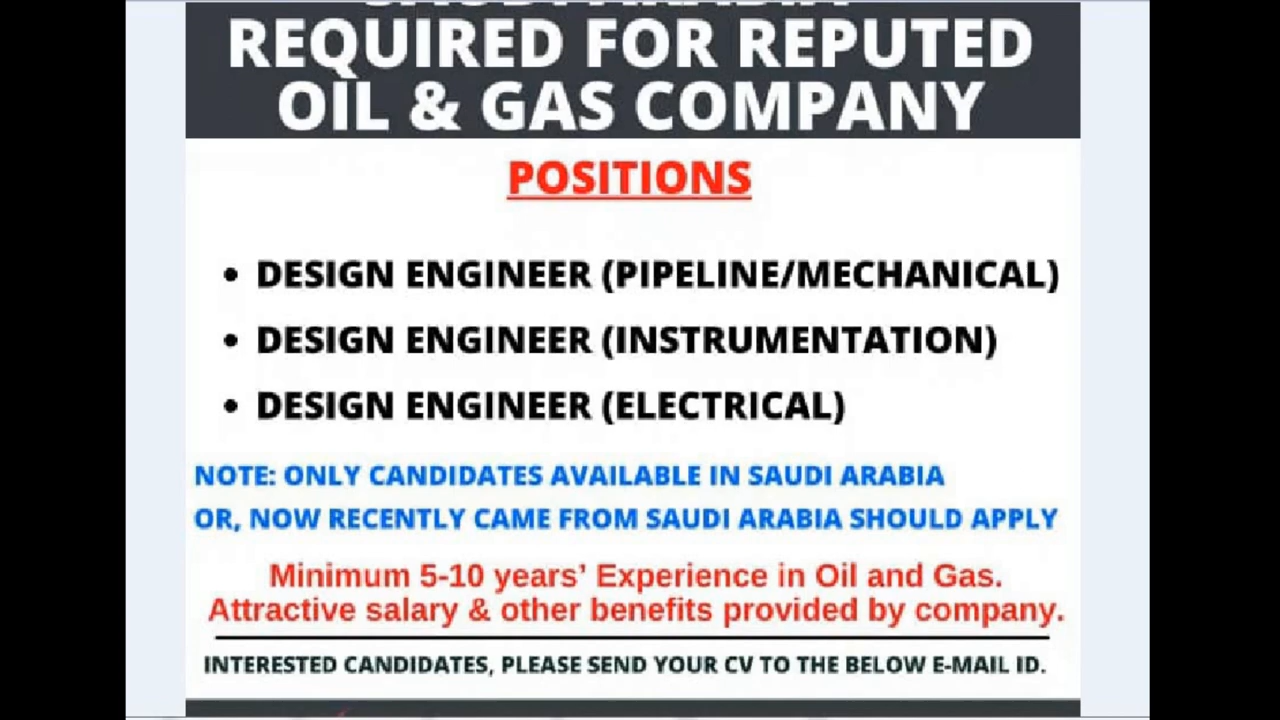 REQUIRED FOR REPUTED
OIL & GAS COMPANY
POSITIONS
• DESIGN ENGINEER (PIPELINE/MECHANICAL)
• DESIGN ENGINEER (INSTRUMENTATION)
• DESIGN ENGINEER (ELECTRICAL)
NOTE: ONLY CANDIDATES AVAILABLE IN SAUDI ARABIA
OR, NOW RECENTLY CAME FROM SAUDI ARABIA SHOULD APPLY
Minimum 5-10 years’ Experience in Oil and Gas.
Attractive salary & other benefits provided by company.
INTERESTED CANDIDATES, PLEASE SEND YOUR CV TO THE BELOW E-MAIL ID.